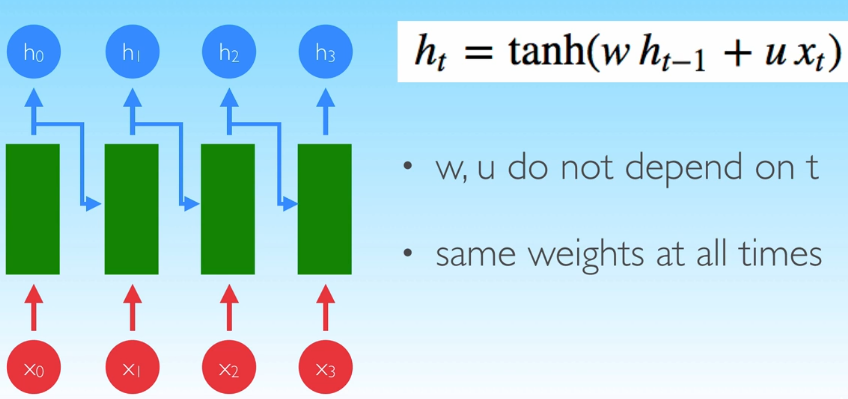 h₀ h₁ h₂ h₃
hₜ = tanh(w hₜ₋₁ + u xₜ)
• w, u do not depend on t
• same weights at all times
x₀ x₁ x₂ x₃